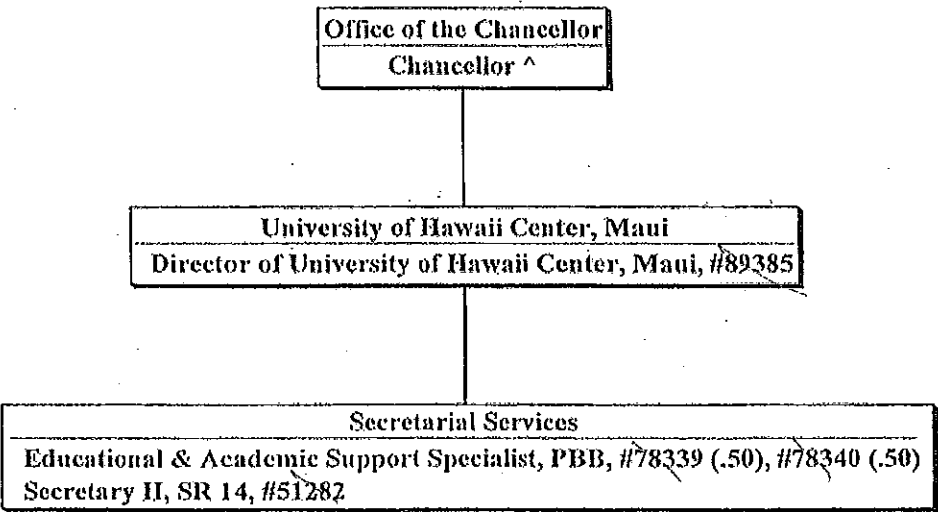 Office of the Chancellor
Chancellor ^
University of Hawaii Center, Maui
Director of University of Hawaii Center, Maui, #89385
Secretarial Services
Educational & Academic Support Specialist, PBB, #78339 (.50), #78340 (.50)
Secretary II, SR 14, #51282